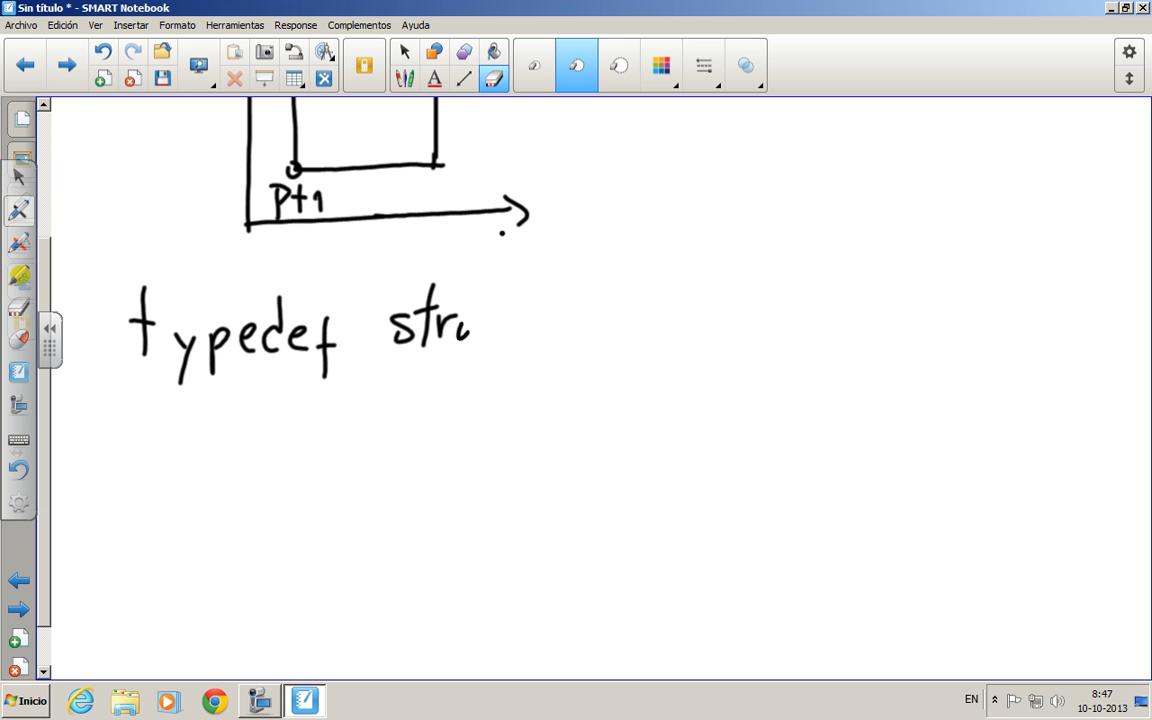 Sin título * - SMART Notebook
Archivo Edición Ver Insertar Formato Herramientas Response Complementos Ayuda
Pt1
typedef stru
Inicio
EN
8:47
10-10-2013